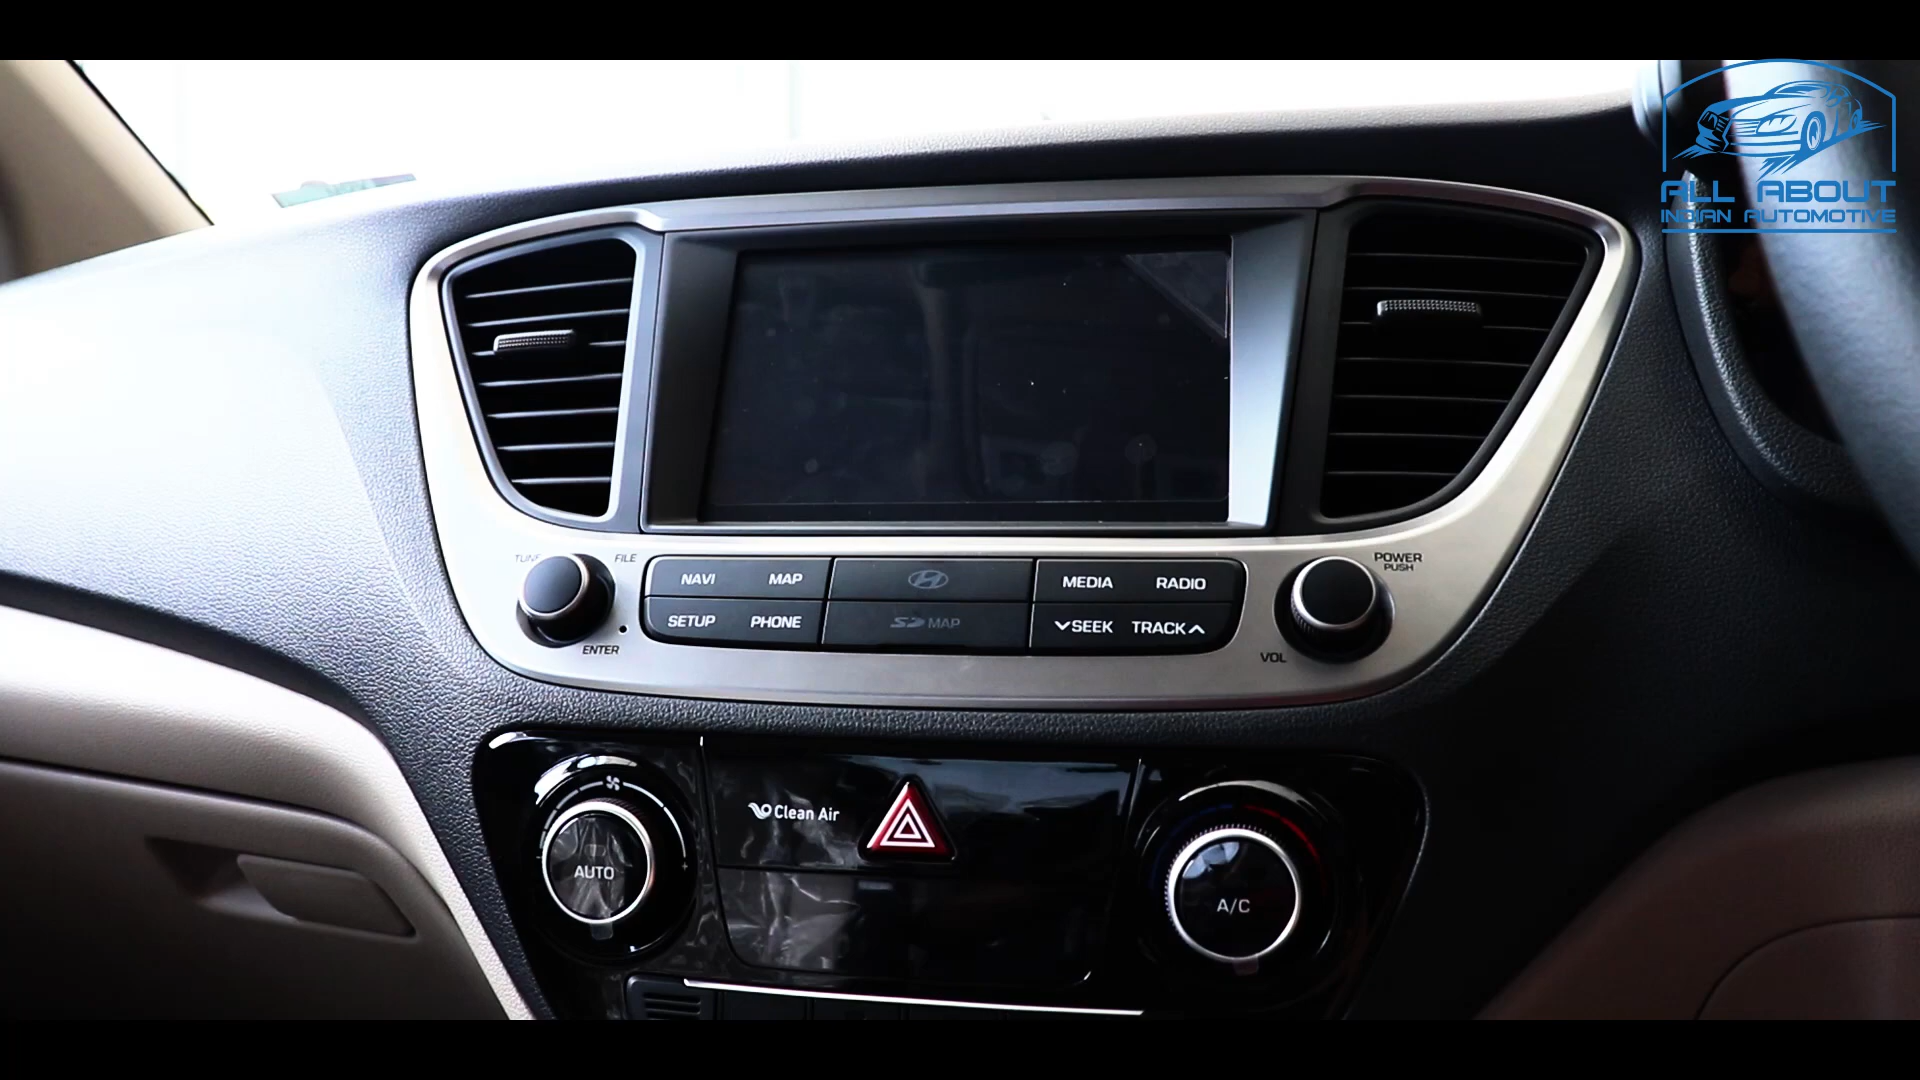 ALL ABOUT
INDIAN AUTOMOTIVE
TUNE
FILE
ENTER
NAVI MAP
SETUP PHONE
SD MAP
MEDIA RADIO
SEEK TRACK
POWER
PUSH
VOL
Clean Air
AUTO
A/C